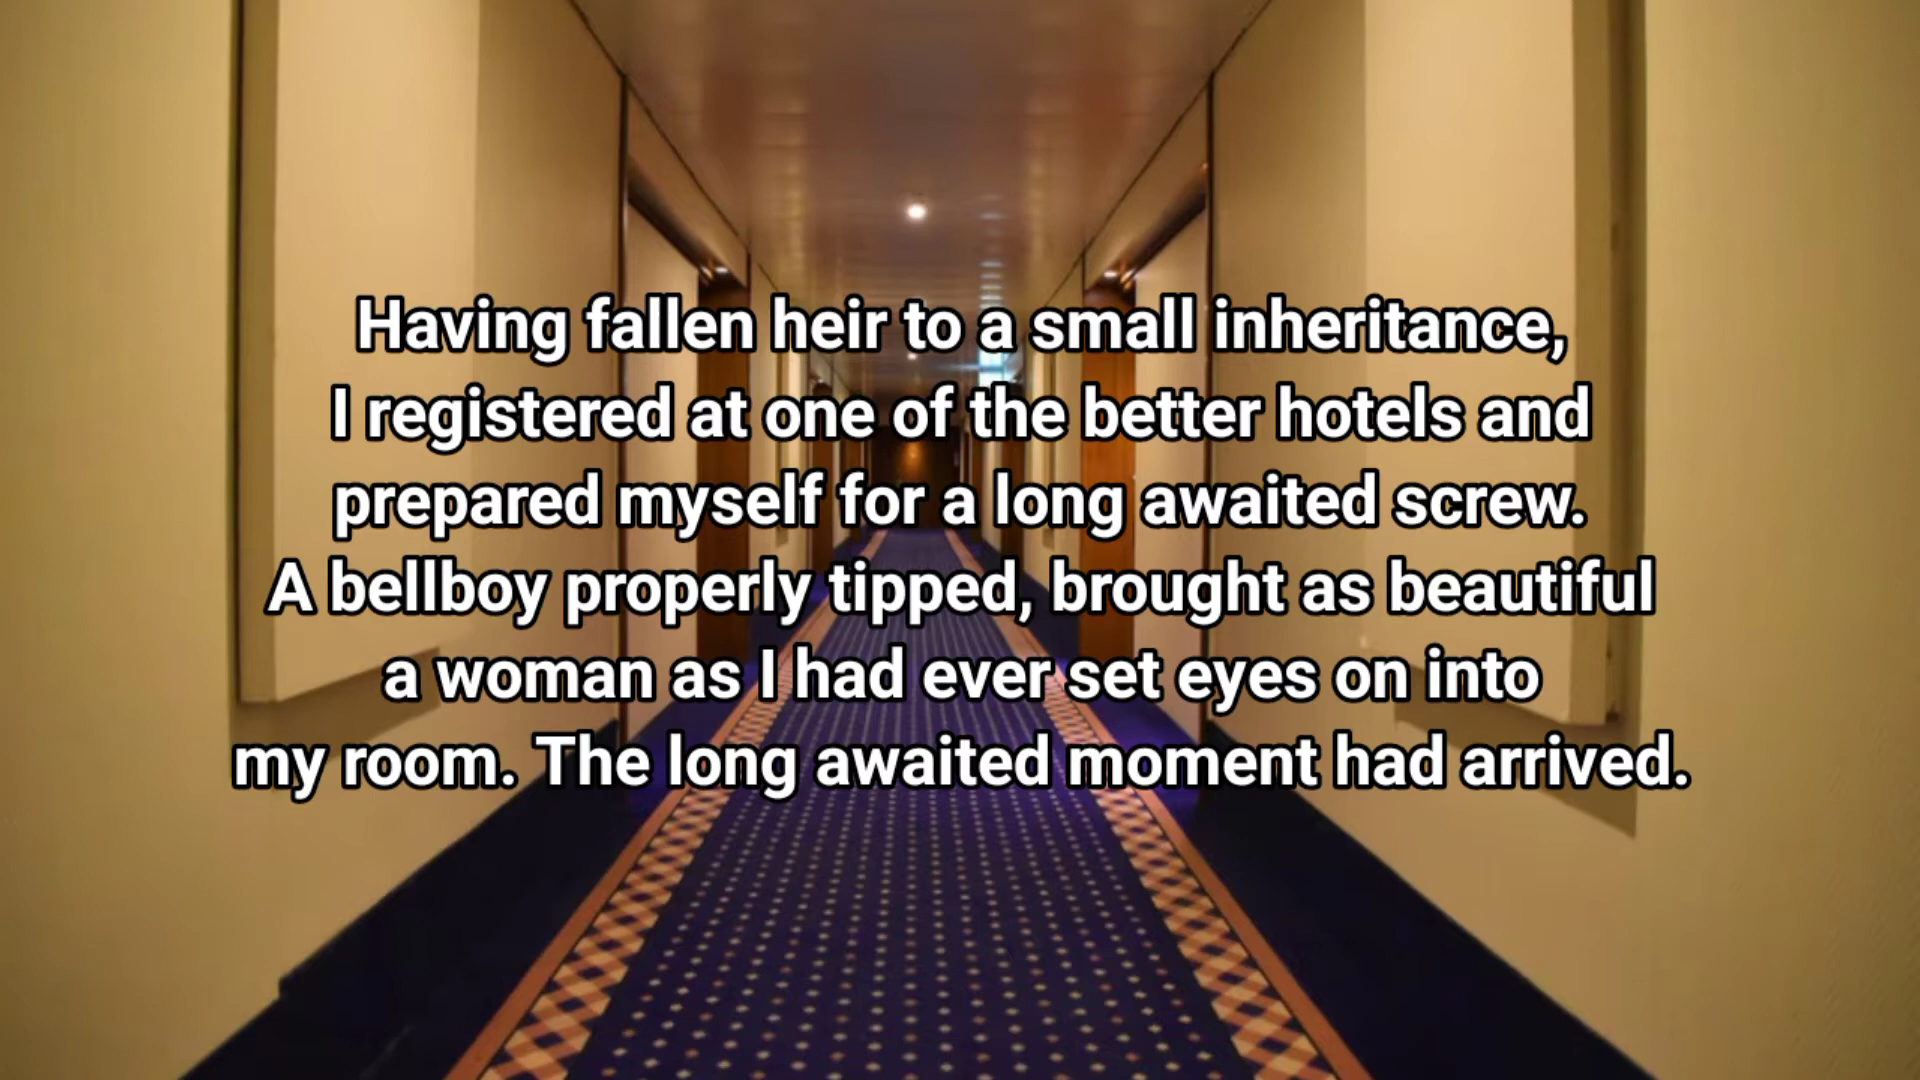 Having fallen heir to a small inheritance,
I registered at one of the better hotels and
prepared myself for a long awaited screw.
A bellboy properly tipped, brought as beautiful
a woman as I had ever set eyes on into
my room. The long awaited moment had arrived.